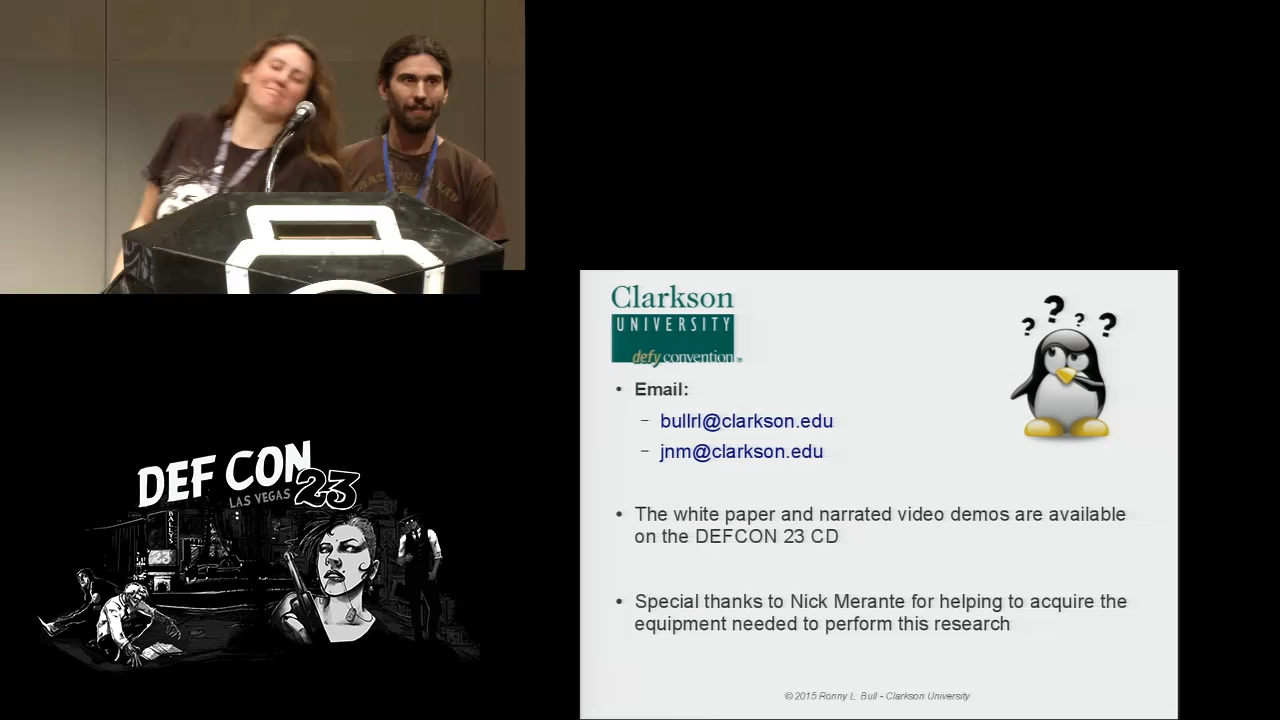 Clarkson
UNIVERSITY
defy convention™
• Email:
– bullrl@clarkson.edu
– jnm@clarkson.edu
• The white paper and narrated video demos are available
on the DEFCON 23 CD
• Special thanks to Nick Merante for helping to acquire the
equipment needed to perform this research
© 2015 Ronny L. Bull - Clarkson University
DEF CON
23
LAS VEGAS
BALLY'S